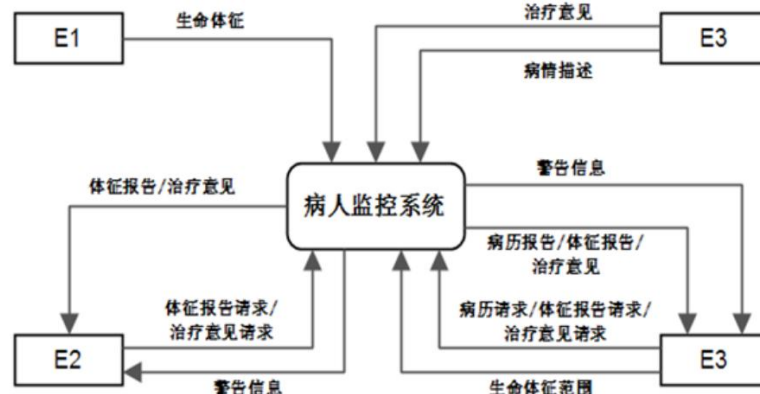 治疗意见
E1
生命体征
E3
病情描述
警告信息
体征报告/治疗意见
病人监控系统
病历报告/体征报告/
治疗意见
体征报告请求/
治疗意见请求
病历请求/体征报告请求/
治疗意见请求
E2
E3
警告信息
生命体征范围